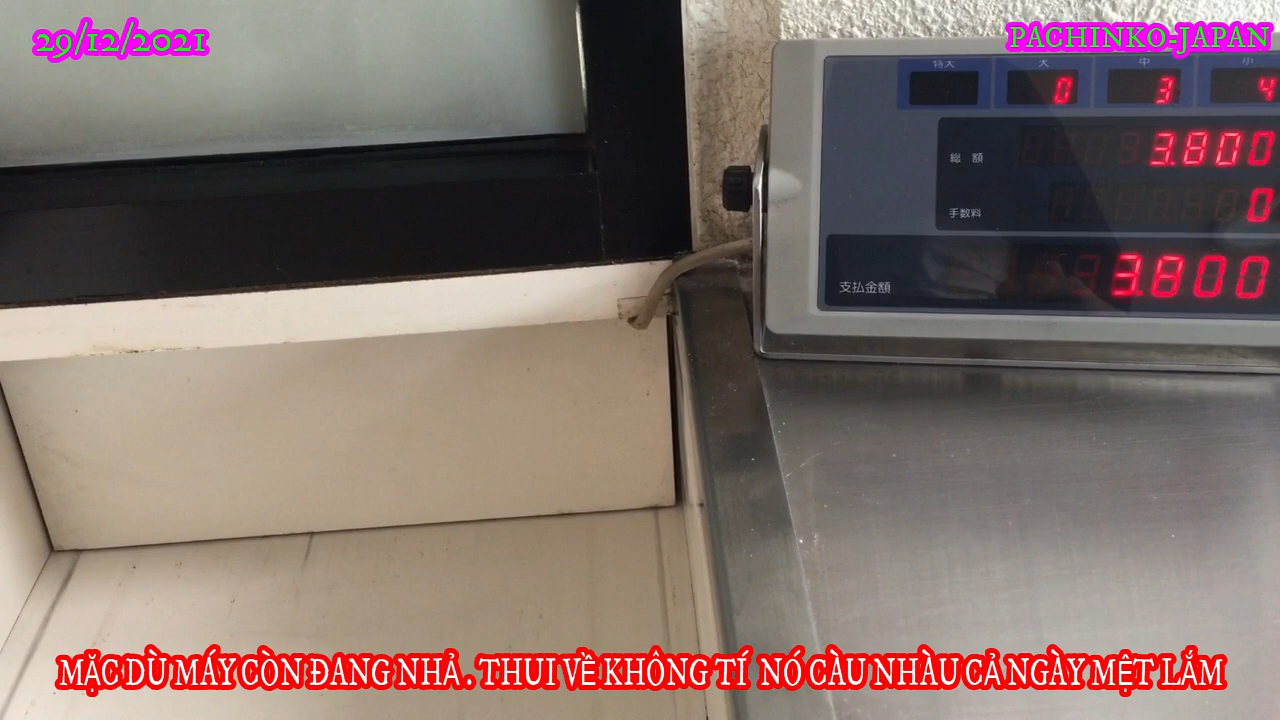 29/12/2021
PACHINKO-JAPAN
特大 大 中 小
0 3 4
総 額 3.800
手数料 0
支払金額 3.800
MẶC DÙ MÁY CÒN ĐANG NHẢ . THUI VỀ KHÔNG TÍ NÓ CÀU NHÀU CẢ NGÀY MỆT LẮM